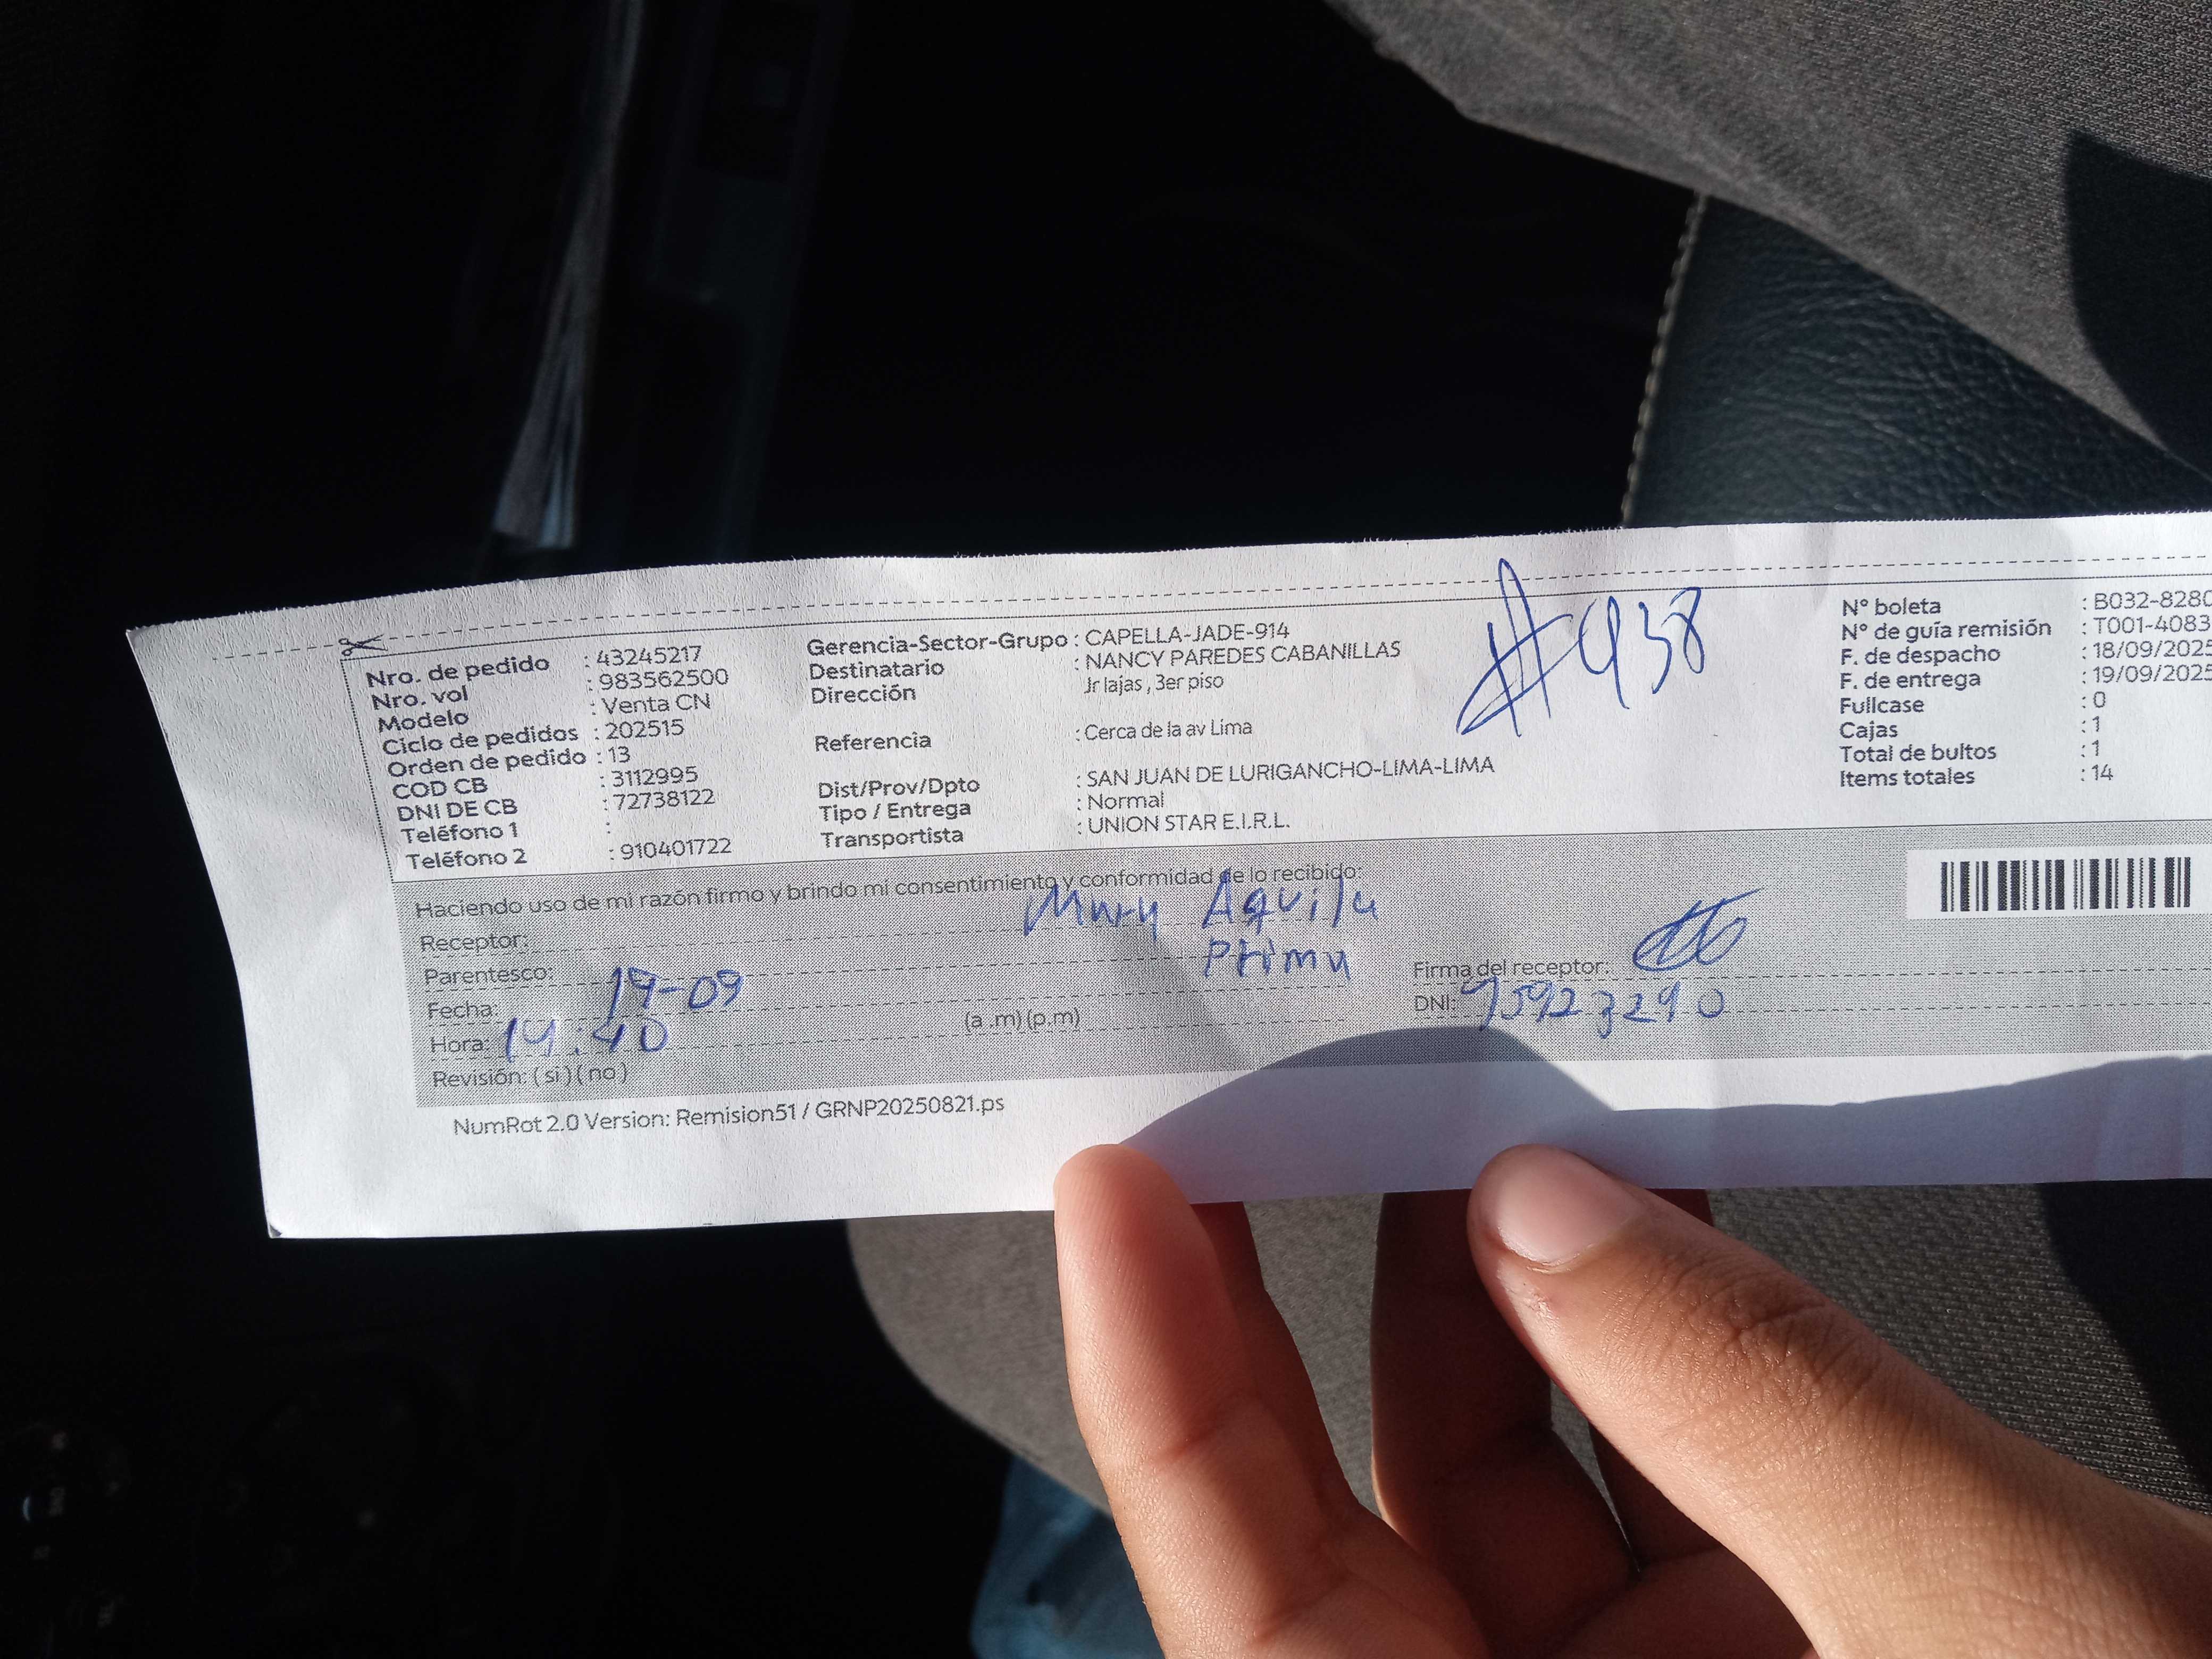 Nro. de pedido : 43245217
Nro. vol : 983562500
Modelo : Venta CN
Ciclo de pedidos : 202515
Orden de pedido : 13
COD CB : 3112995
DNI DE CB : 72738122
Teléfono 1 :
Teléfono 2 : 910401722
Gerencia-Sector-Grupo : CAPELLA-JADE-914
Destinatario : NANCY PAREDES CABANILLAS
Dirección Jr lajas , 3er piso
Referencia : Cerca de la av Lima
Dist/Prov/Dpto : SAN JUAN DE LURIGANCHO-LIMA-LIMA
Tipo / Entrega : Normal
Transportista : UNION STAR E.I.R.L.
#938
N° boleta : B032-8280
N° de guía remisión : T001-4083
F. de despacho : 18/09/2025
F. de entrega : 19/09/2025
Fullcase : 0
Cajas : 1
Total de bultos : 1
Items totales : 14
Haciendo uso de mi razón firmo y brindo mi consentimiento y conformidad de lo recibido:
Receptor: Mary Aquila
Parentesco: Prima
Firma del receptor:
Fecha: 19-09
DNI: 75923290
Hora: 14:40 (a .m) (p.m)
Revisión: ( si ) ( no )
NumRot 2.0 Version: Remision51 / GRNP20250821.ps